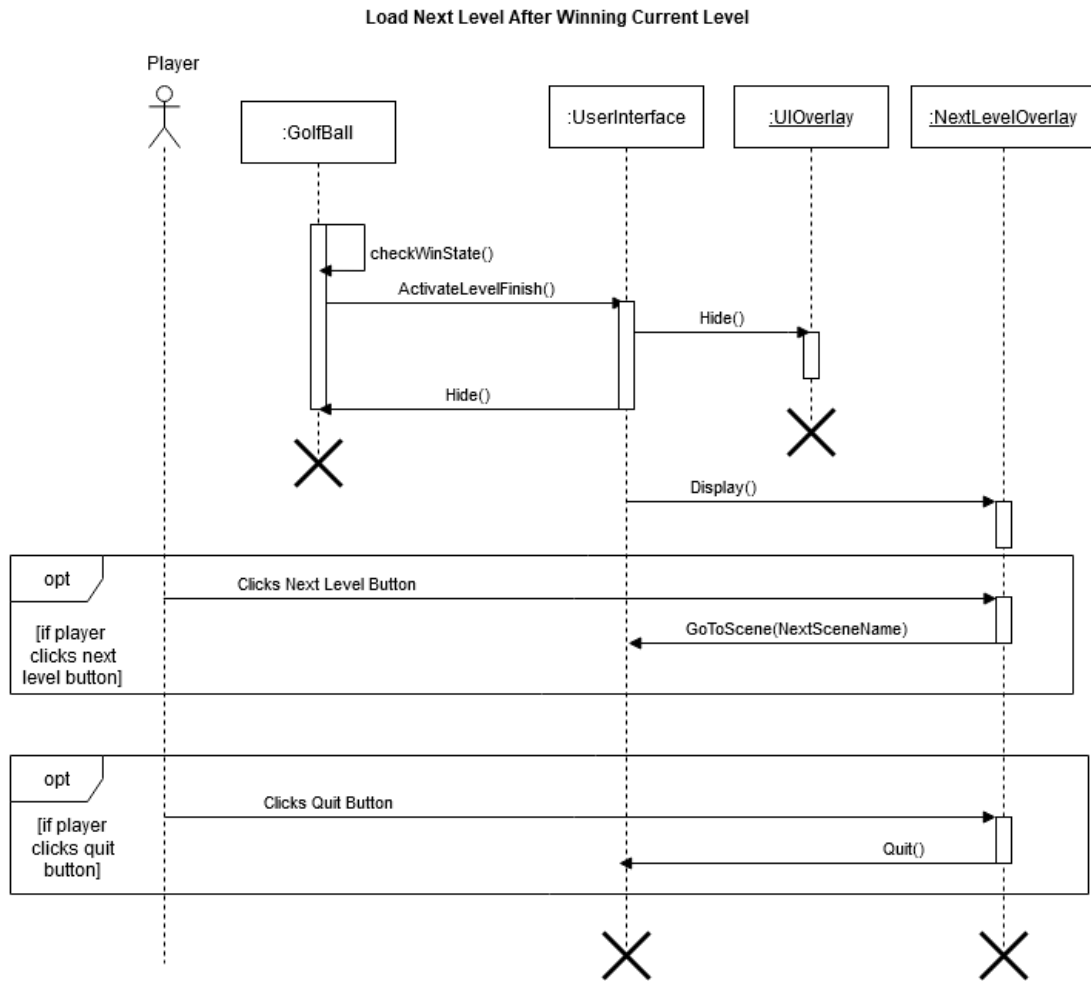 Load Next Level After Winning Current Level
Player
:GolfBall
:UserInterface
:UIOverlay
:NextLevelOverlay
checkWinState()
ActivateLevelFinish()
Hide()
Hide()
Display()
opt
Clicks Next Level Button
[if player
clicks next
level button]
GoToScene(NextSceneName)
opt
Clicks Quit Button
[if player
clicks quit
button]
Quit()